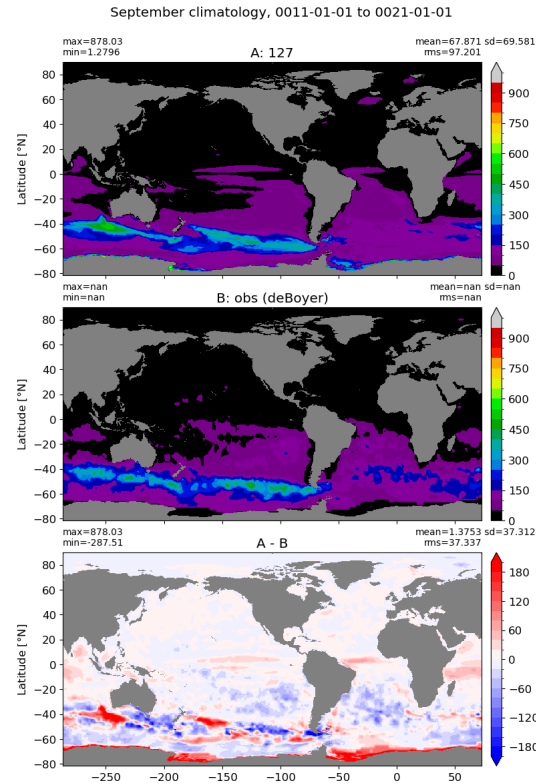 September climatology, 0011-01-01 to 0021-01-01
max=878.03
min=1.2796
A: 127
mean=67.871 sd=69.581
rms=97.201
Latitude [°N]
80
60
40
20
0
−20
−40
−60
−80
900
750
600
450
300
150
0
max=nan
min=nan
B: obs (deBoyer)
mean=nan sd=nan
rms=nan
Latitude [°N]
80
60
40
20
0
−20
−40
−60
−80
900
750
600
450
300
150
0
max=878.03
min=-287.51
A - B
mean=1.3753 sd=37.312
rms=37.337
Latitude [°N]
80
60
40
20
0
−20
−40
−60
−80
180
120
60
0
−60
−120
−180
−250
−200
−150
−100
−50
0
50